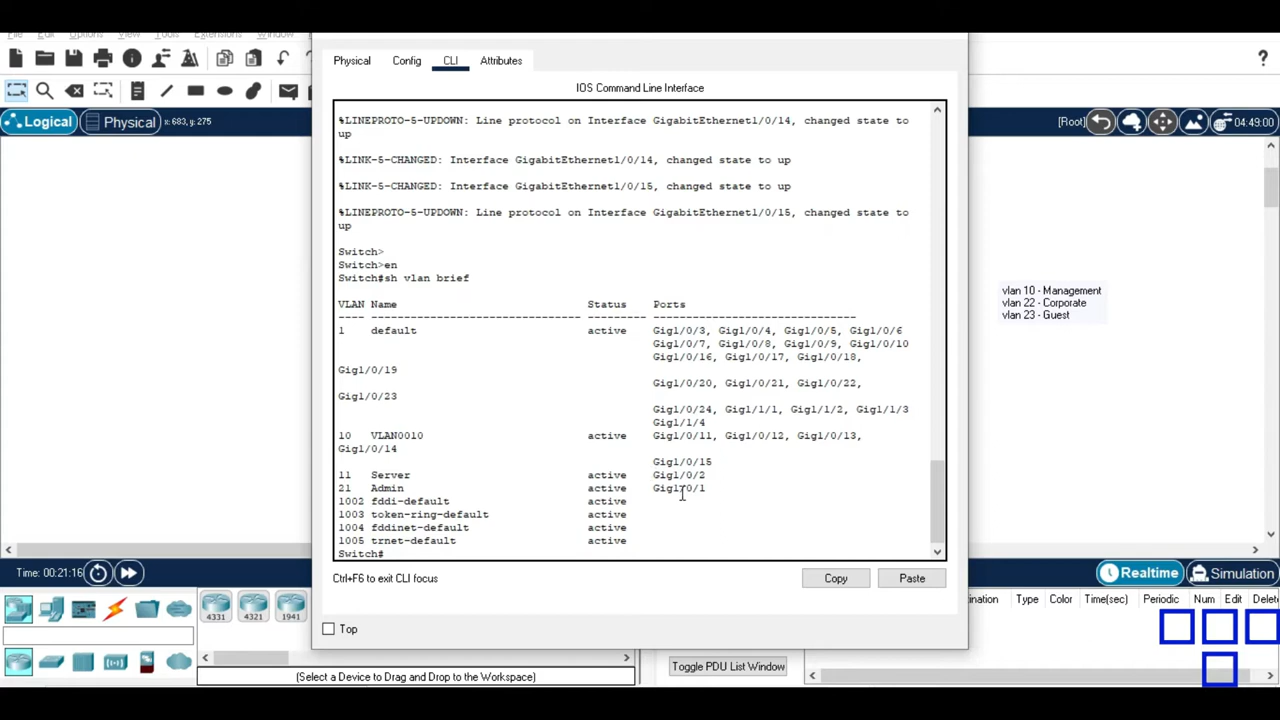 File Edit Options View Tools Extensions Window
Physical Config CLI Attributes
IOS Command Line Interface
Logical Physical x: 683, y: 275
[Root] 04:49:00
%LINEPROTO-5-UPDOWN: Line protocol on Interface GigabitEthernet1/0/14, changed state to
up
%LINK-5-CHANGED: Interface GigabitEthernet1/0/14, changed state to up
%LINK-5-CHANGED: Interface GigabitEthernet1/0/15, changed state to up
%LINEPROTO-5-UPDOWN: Line protocol on Interface GigabitEthernet1/0/15, changed state to
up
Switch>
Switch>en
Switch#sh vlan brief
VLAN Name Status Ports
---- -------------------------------- --------- -------------------------------
1 default active Gig1/0/3, Gig1/0/4, Gig1/0/5, Gig1/0/6
Gig1/0/7, Gig1/0/8, Gig1/0/9, Gig1/0/10
Gig1/0/16, Gig1/0/17, Gig1/0/18,
Gig1/0/19
Gig1/0/20, Gig1/0/21, Gig1/0/22,
Gig1/0/23
Gig1/0/24, Gig1/1/1, Gig1/1/2, Gig1/1/3
Gig1/1/4
10 VLAN0010 active Gig1/0/11, Gig1/0/12, Gig1/0/13,
Gig1/0/14
Gig1/0/15
11 Server active Gig1/0/2
21 Admin active Gig1/0/1
1002 fddi-default active
1003 token-ring-default active
1004 fddinet-default active
1005 trnet-default active
Switch#
vlan 10 - Management
vlan 22 - Corporate
vlan 23 - Guest
Ctrl+F6 to exit CLI focus
Copy Paste
Top
Time: 00:21:16
Realtime Simulation
4331 4321 1941
Type Color Time(sec) Periodic Num Edit
(Select a Device to Drag and Drop to the Workspace)
Toggle PDU List Window